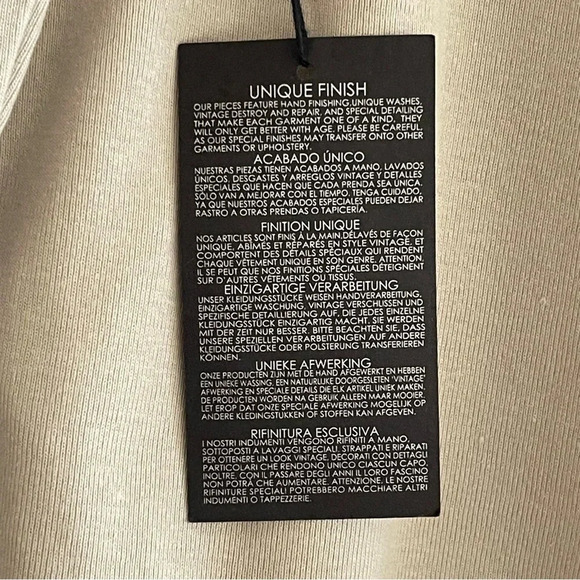 UNIQUE FINISH
OUR PIECES FEATURE HAND FINISHING,UNIQUE WASHES,
VINTAGE DESTROY AND REPAIR, AND SPECIAL DETAILING
THAT MAKE EACH GARMENT ONE OF A KIND. THEY
WILL ONLY GET BETTER WITH AGE. PLEASE BE CAREFUL,
AS OUR SPECIAL FINISHES MAY TRANSFER ONTO OTHER
GARMENTS OR UPHOLSTERY.
ACABADO ÚNICO
NUESTRAS PIEZAS TIENEN ACABADOS A MANO, LAVADOS
ÚNICOS, DESGASTES Y ARREGLOS VINTAGE Y DETALLES
ESPECIALES QUE HACEN QUE CADA PRENDA SEA ÚNICA.
SÓLO VAN A MEJORAR CON EL TIEMPO. TENGA CUIDADO,
YA QUE NUESTROS ACABADOS ESPECIALES PUEDEN DEJAR
RASTRO A OTRAS PRENDAS O TAPICERÍA.
FINITION UNIQUE
NOS ARTICLES SONT FINIS À LA MAIN,DÉLAVÉS DE FAÇON
UNIQUE, ABÎMÉS ET RÉPARÉS EN STYLE VINTAGE, ET
COMPORTENT DES DÉTAILS SPÉCIAUX QUI RENDENT
CHAQUE VÊTEMENT UNIQUE EN SON GENRE. ATTENTION,
IL SE PEUT QUE NOS FINITIONS SPÉCIALES DÉTEIGNENT
SUR D'AUTRES VÊTEMENTS OU TISSUS.
EINZIGARTIGE VERARBEITUNG
UNSER KLEIDUNGSSTÜCKE WEISEN HANDVERARBEITUNG,
EINZIGARTIGE WASCHUNG, VINTAGE VERSCHLISSEN UND
SPEZIFISCHE DETAILLIERUNG AUF, DIE JEDES EINZELNE
KLEIDUNGSSTÜCK EINZIGARTIG MACHT. SIE WERDEN
MIT DER ZEIT NUR BESSER. BITTE BEACHTEN SIE, DASS
UNSERE SPEZIELLEN VERARBEITUNGEN AUF ANDERE
KLEIDUNGSSTÜCKE ODER POLSTERUNG TRANSFERIEREN
KÖNNEN.
UNIEKE AFWERKING
ONZE PRODUCTEN ZIJN MET DE HAND AFGEWERKT EN HEBBEN
EEN UNIEKE WASSING, EEN NATUURLIJKE DOORGESLETEN 'VINTAGE'
AFWERKING EN SPECIALE DETAILS DIE ELK ARTIKEL UNIEK MAKEN.
DE PRODUCTEN WORDEN NA GEBRUIK ALLEEN MAAR MOOIER.
LET EROP DAT ONZE SPECIALE AFWERKING MOGELIJK OP
ANDERE KLEDINGSTUKKEN OF STOFFEN KAN AFGEVEN.
RIFINITURA ESCLUSIVA
I NOSTRI INDUMENTI VENGONO RIFINITI A MANO,
SOTTOPOSTI A LAVAGGI SPECIALI, STRAPPATI E RIPARATI
PER OTTENERE UN LOOK VINTAGE, DECORATI CON DETTAGLI
PARTICOLARI CHE RENDONO UNICO CIASCUN CAPO.
INOLTRE, CON IL PASSARE DEGLI ANNI IL LORO FASCINO
NON POTRÀ CHE AUMENTARE. ATTENZIONE, LE NOSTRE
RIFINITURE SPECIALI POTREBBERO MACCHIARE ALTRI
INDUMENTI O TAPPEZZERIE.